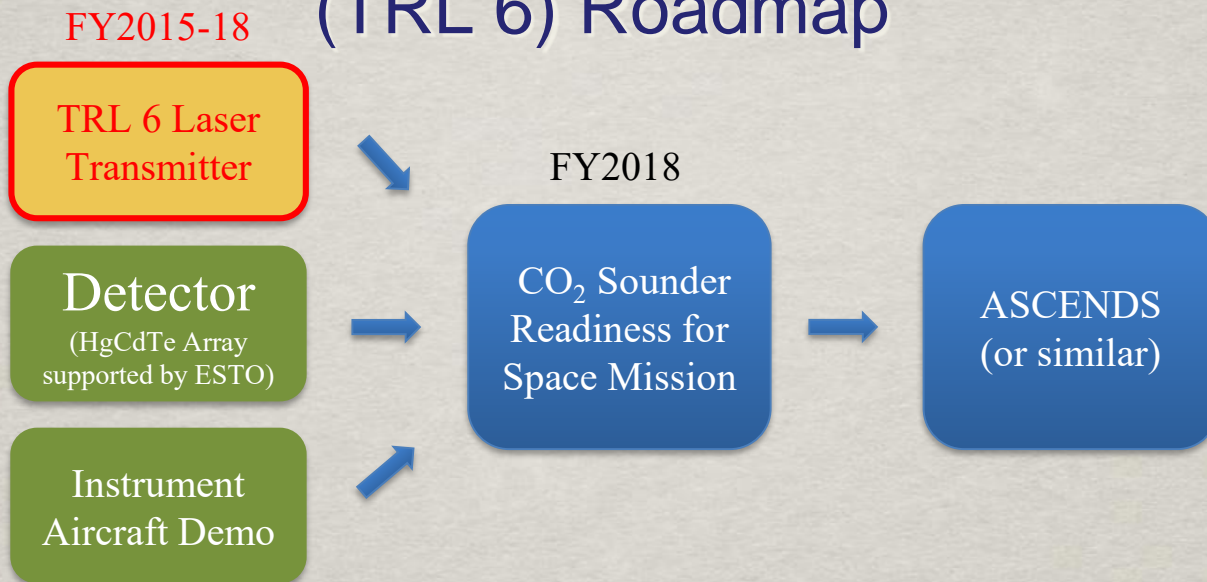 (TRL 6) Roadmap
FY2015-18
TRL 6 Laser
Transmitter
Detector
(HgCdTe Array
supported by ESTO)
Instrument
Aircraft Demo
FY2018
CO₂ Sounder
Readiness for
Space Mission
ASCENDS
(or similar)